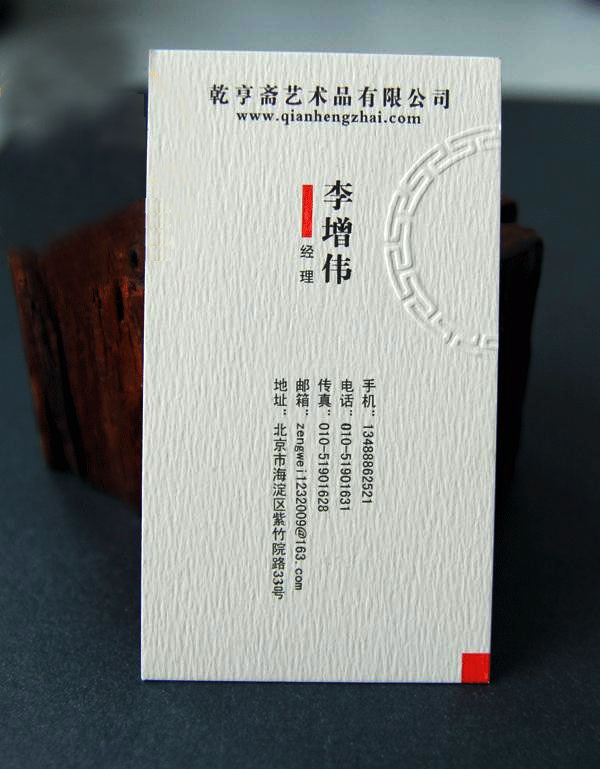 乾亨斋艺术品有限公司
www.qianhengzhai.com
李增伟
经理
手机：13488862521
电话：010-51901631
传真：010-51901628
邮箱：zengwei1232009@163.com
地址：北京市海淀区紫竹院路33号